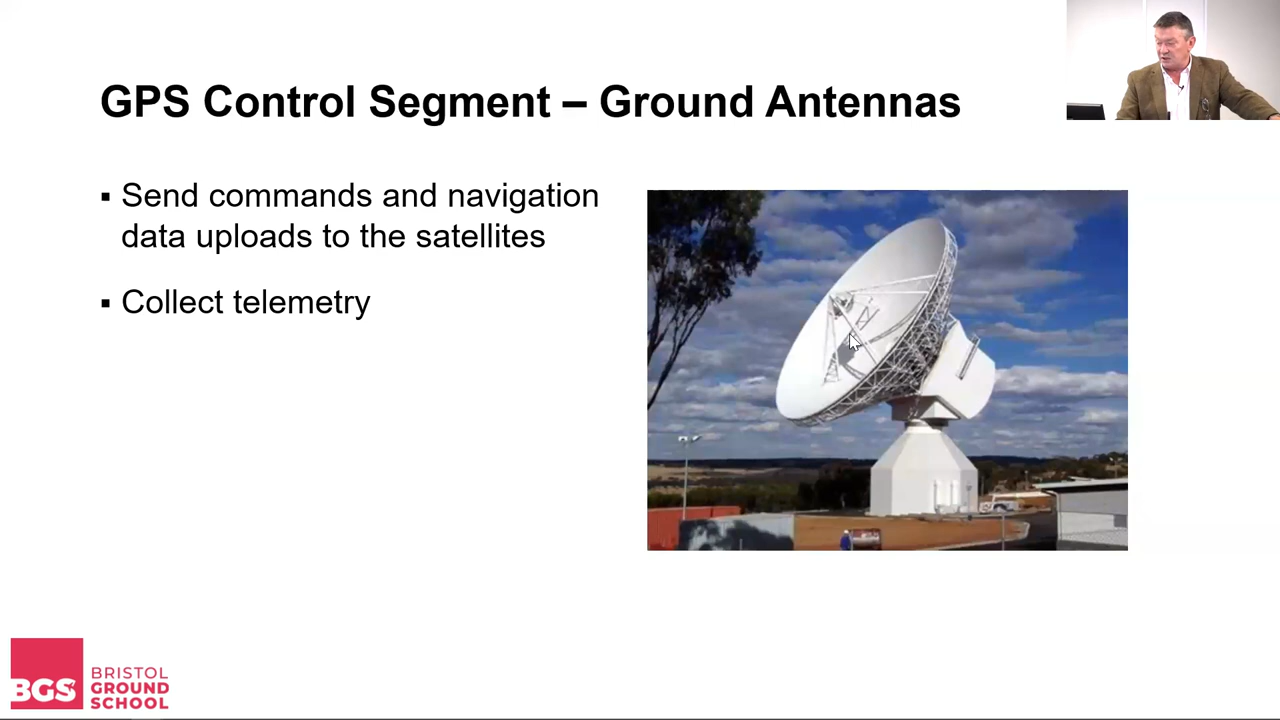 GPS Control Segment – Ground Antennas
▪ Send commands and navigation
data uploads to the satellites
▪ Collect telemetry
BGS
BRISTOL
GROUND
SCHOOL